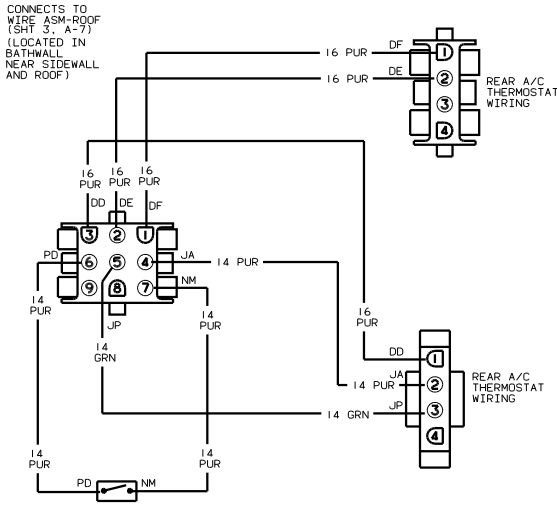 CONNECTS TO
WIRE ASM-ROOF
(SHT 3, A-7)
(LOCATED IN
BATHWALL
NEAR SIDEWALL
AND ROOF)
16 PUR
DF
1
16 PUR
DE
2
3
4
REAR A/C
THERMOSTAT
WIRING
16
PUR
16
PUR
16
PUR
DD
DE
DF
3
2
1
PD
6
5
4
JA
14 PUR
9
8
7
NM
14
PUR
JP
14
PUR
14
GRN
16
PUR
DD
1
JA
14 PUR
2
JP
14 GRN
3
4
REAR A/C
THERMOSTAT
WIRING
14
PUR
14
PUR
PD
NM